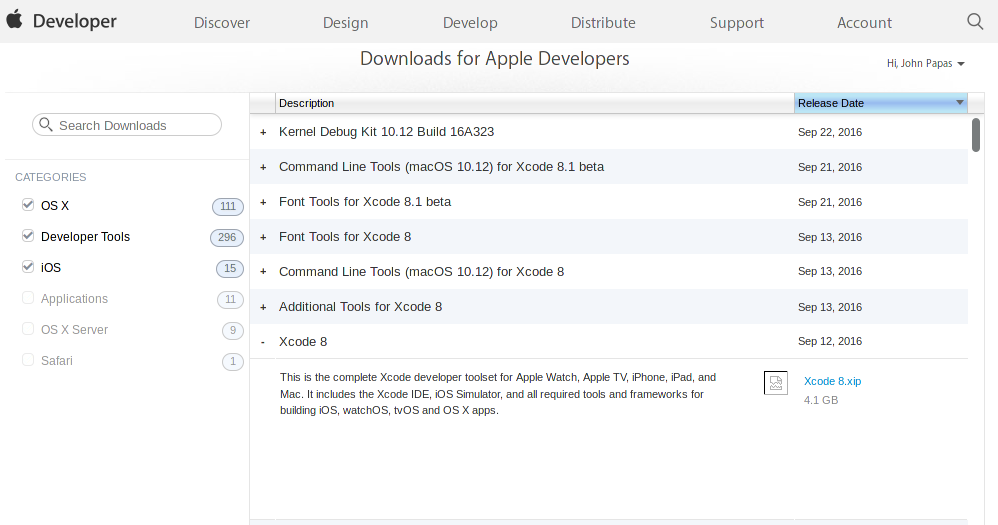 Developer
Discover
Design
Develop
Distribute
Support
Account
Downloads for Apple Developers
Hi, John Papas
Search Downloads
CATEGORIES
OS X 111
Developer Tools 296
iOS 15
Applications 11
OS X Server 9
Safari 1
Description Release Date
+ Kernel Debug Kit 10.12 Build 16A323 Sep 22, 2016
+ Command Line Tools (macOS 10.12) for Xcode 8.1 beta Sep 21, 2016
+ Font Tools for Xcode 8.1 beta Sep 21, 2016
+ Font Tools for Xcode 8 Sep 13, 2016
+ Command Line Tools (macOS 10.12) for Xcode 8 Sep 13, 2016
+ Additional Tools for Xcode 8 Sep 13, 2016
- Xcode 8 Sep 12, 2016
This is the complete Xcode developer toolset for Apple Watch, Apple TV, iPhone, iPad, and
Mac. It includes the Xcode IDE, iOS Simulator, and all required tools and frameworks for
building iOS, watchOS, tvOS and OS X apps.
Xcode 8.xip
4.1 GB